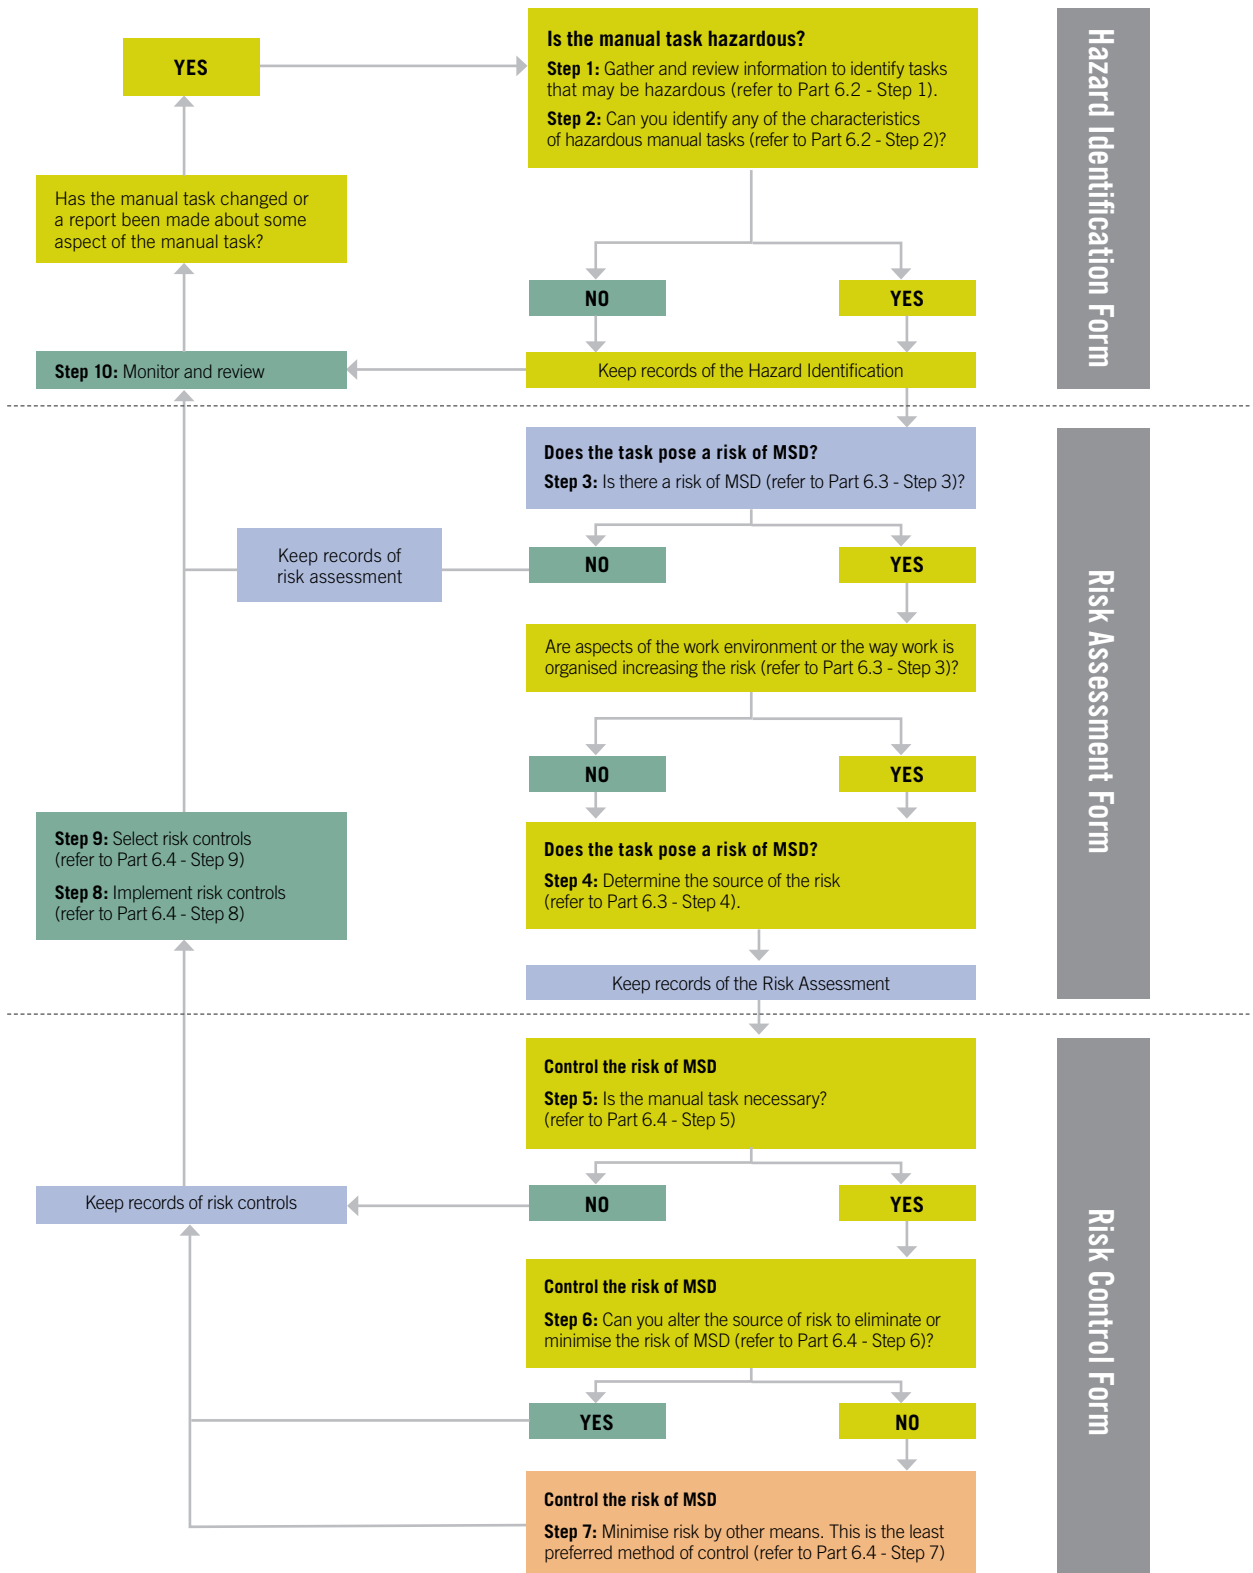 YES
Is the manual task hazardous?
Step 1: Gather and review information to identify tasks
that may be hazardous (refer to Part 6.2 - Step 1).
Step 2: Can you identify any of the characteristics
of hazardous manual tasks (refer to Part 6.2 - Step 2)?
Hazard Identification Form
Has the manual task changed or
a report been made about some
aspect of the manual task?
NO
YES
Step 10: Monitor and review
Keep records of the Hazard Identification
Does the task pose a risk of MSD?
Step 3: Is there a risk of MSD (refer to Part 6.3 - Step 3)?
Risk Assessment Form
Keep records of
risk assessment
NO
YES
Are aspects of the work environment or the way work is
organised increasing the risk (refer to Part 6.3 - Step 3)?
NO
YES
Step 9: Select risk controls
(refer to Part 6.4 - Step 9)
Step 8: Implement risk controls
(refer to Part 6.4 - Step 8)
Does the task pose a risk of MSD?
Step 4: Determine the source of the risk
(refer to Part 6.3 - Step 4).
Keep records of the Risk Assessment
Control the risk of MSD
Step 5: Is the manual task necessary?
(refer to Part 6.4 - Step 5)
Risk Control Form
Keep records of risk controls
NO
YES
Control the risk of MSD
Step 6: Can you alter the source of risk to eliminate or
minimise the risk of MSD (refer to Part 6.4 - Step 6)?
YES
NO
Control the risk of MSD
Step 7: Minimise risk by other means. This is the least
preferred method of control (refer to Part 6.4 - Step 7)